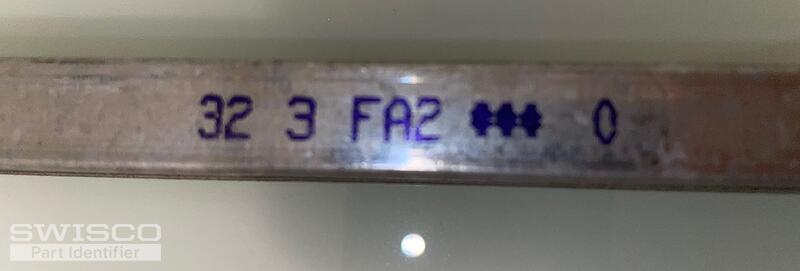 32 3 FA2 *** 0
SWISCO
Part Identifier